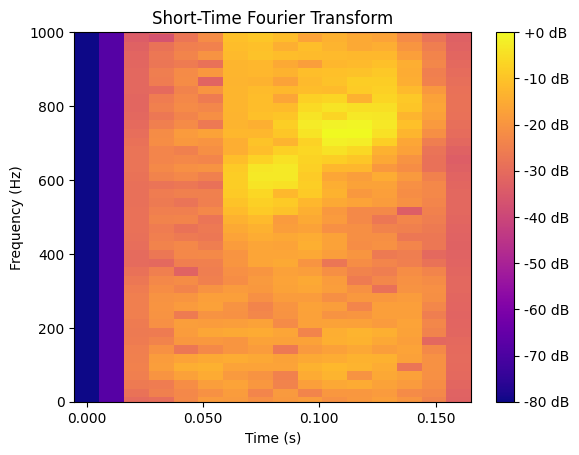 Short-Time Fourier Transform
1000
800
600
400
200
0
Frequency (Hz)
0.000
0.050
0.100
0.150
Time (s)
+0 dB
-10 dB
-20 dB
-30 dB
-40 dB
-50 dB
-60 dB
-70 dB
-80 dB